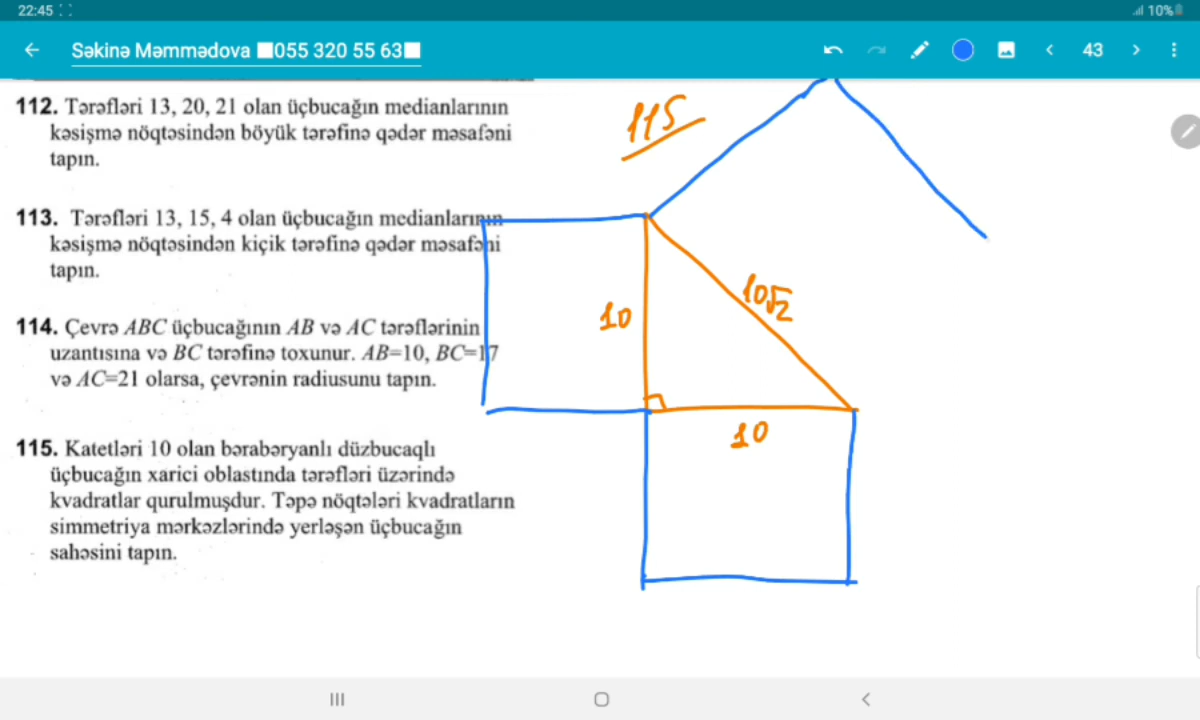 22:45
10%
Səkinə Məmmədova 055 320 55 63
43
112. Tərəfləri 13, 20, 21 olan üçbucağın medianlarının
kəsişmə nöqtəsindən böyük tərəfinə qədər məsafəni
tapın.
113. Tərəfləri 13, 15, 4 olan üçbucağın medianlarının
kəsişmə nöqtəsindən kiçik tərəfinə qədər məsafəni
tapın.
114. Çevrə ABC üçbucağının AB və AC tərəflərinin
uzantısına və BC tərəfinə toxunur. AB=10, BC=17
və AC=21 olarsa, çevrənin radiusunu tapın.
115. Katetləri 10 olan bərabəryanlı düzbucaqlı
üçbucağın xarici oblastında tərəfləri üzərində
kvadratlar qurulmuşdur. Təpə nöqtələri kvadratların
simmetriya mərkəzlərində yerləşən üçbucağın
sahəsini tapın.
115
10
10√2
10